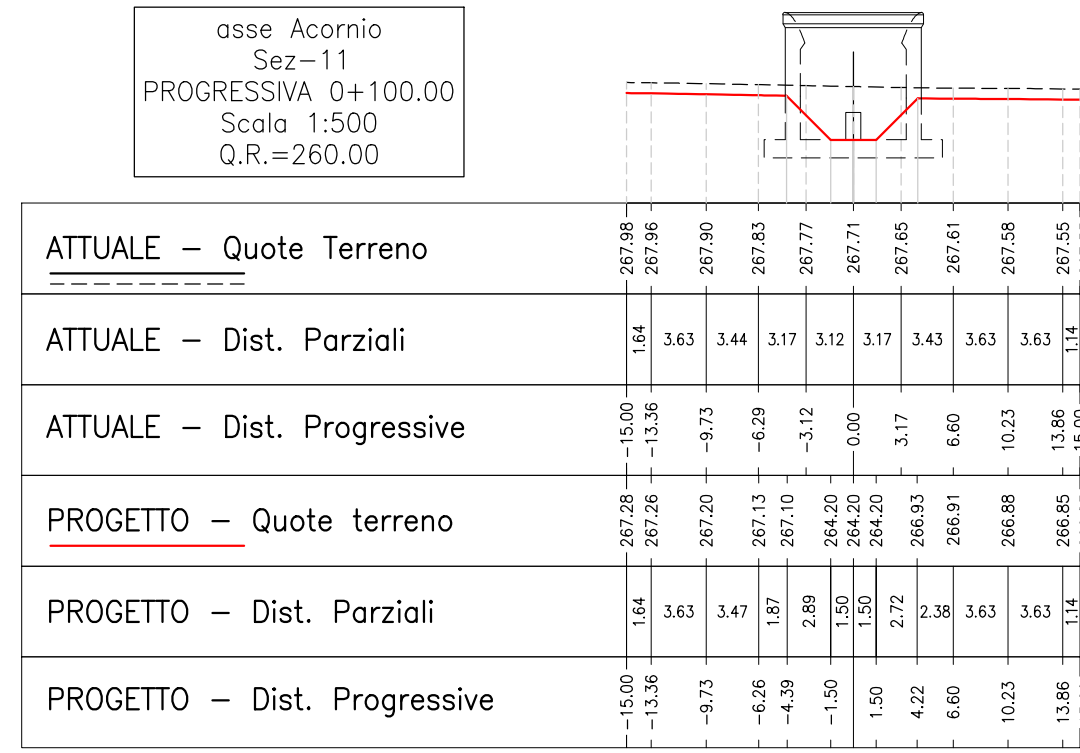 asse Acornio
Sez-11
PROGRESSIVA 0+100.00
Scala 1:500
Q.R.=260.00
ATTUALE - Quote Terreno 267.98 267.96 267.90 267.83 267.77 267.71 267.65 267.61 267.58 267.55
ATTUALE - Dist. Parziali 1.64 3.63 3.44 3.17 3.12 3.17 3.43 3.63 3.63 1.14
ATTUALE - Dist. Progressive -15.00 -13.36 -9.73 -6.29 -3.12 0.00 3.17 6.60 10.23 13.86 15.00
PROGETTO - Quote terreno 267.28 267.26 267.20 267.13 267.10 264.20 264.20 264.20 266.93 266.91 266.88 266.85
PROGETTO - Dist. Parziali 1.64 3.63 3.47 1.87 2.89 1.50 1.50 2.72 2.38 3.63 3.63 1.14
PROGETTO - Dist. Progressive -15.00 -13.36 -9.73 -6.26 -4.39 -1.50 1.50 4.22 6.60 10.23 13.86